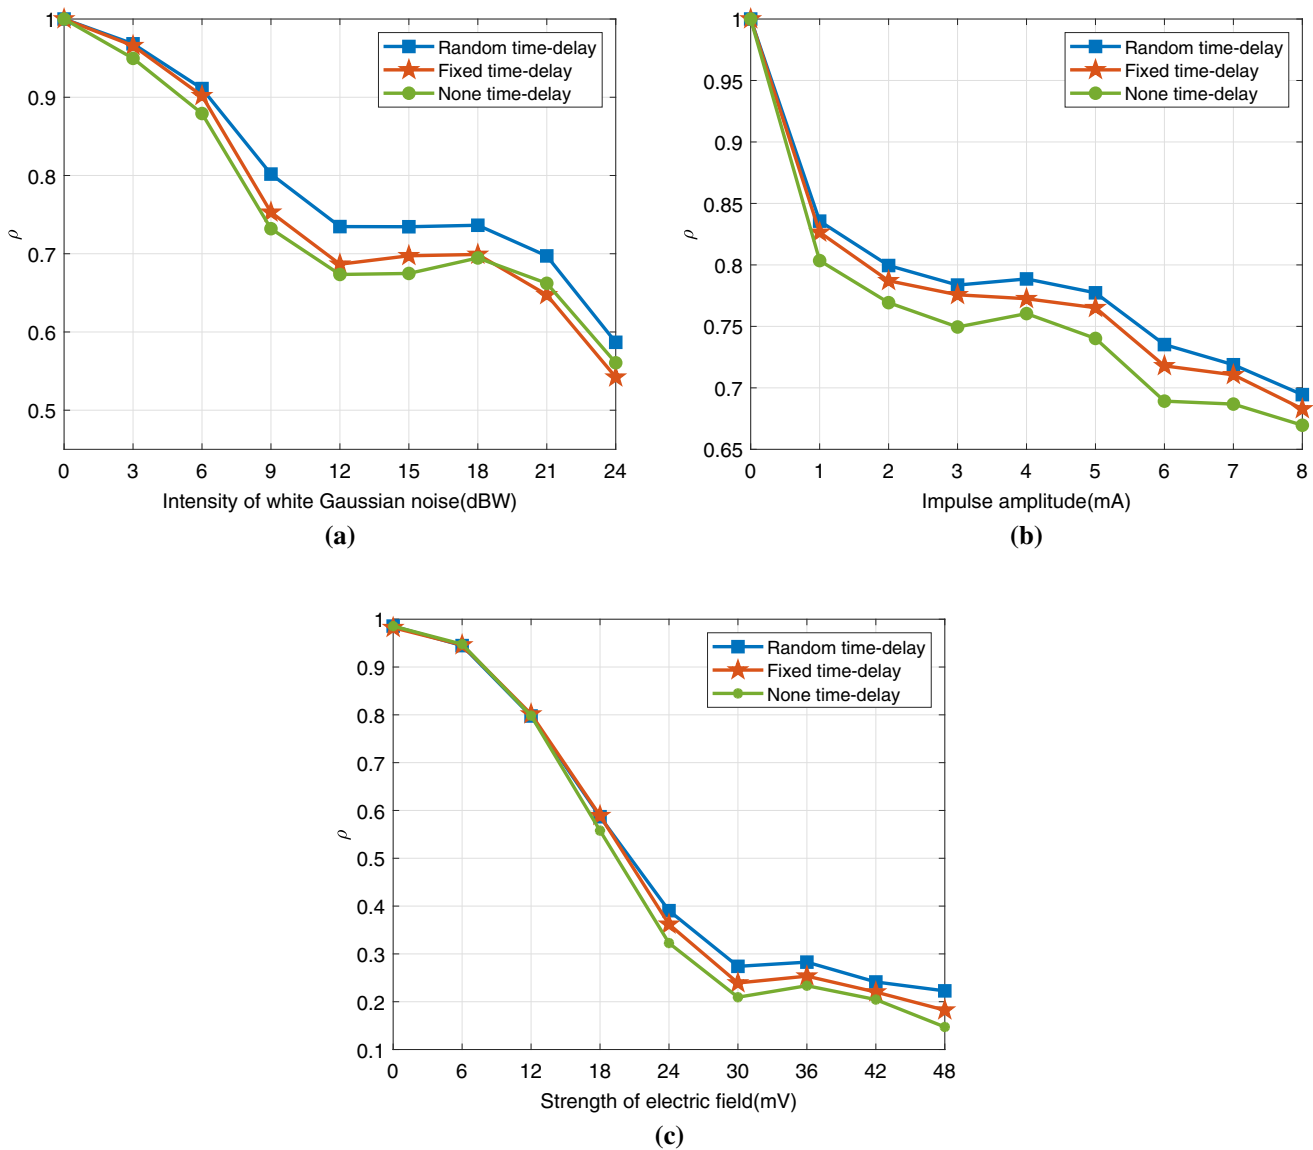 1
0.9
0.8
0.7
0.6
0.5
ρ
0 3 6 9 12 15 18 21 24
Intensity of white Gaussian noise(dBW)
Random time-delay
Fixed time-delay
None time-delay
(a)
1
0.95
0.9
0.85
0.8
0.75
0.7
0.65
ρ
0 1 2 3 4 5 6 7 8
Impulse amplitude(mA)
Random time-delay
Fixed time-delay
None time-delay
(b)
1
0.9
0.8
0.7
0.6
0.5
0.4
0.3
0.2
0.1
ρ
0 6 12 18 24 30 36 42 48
Strength of electric field(mV)
Random time-delay
Fixed time-delay
None time-delay
(c)